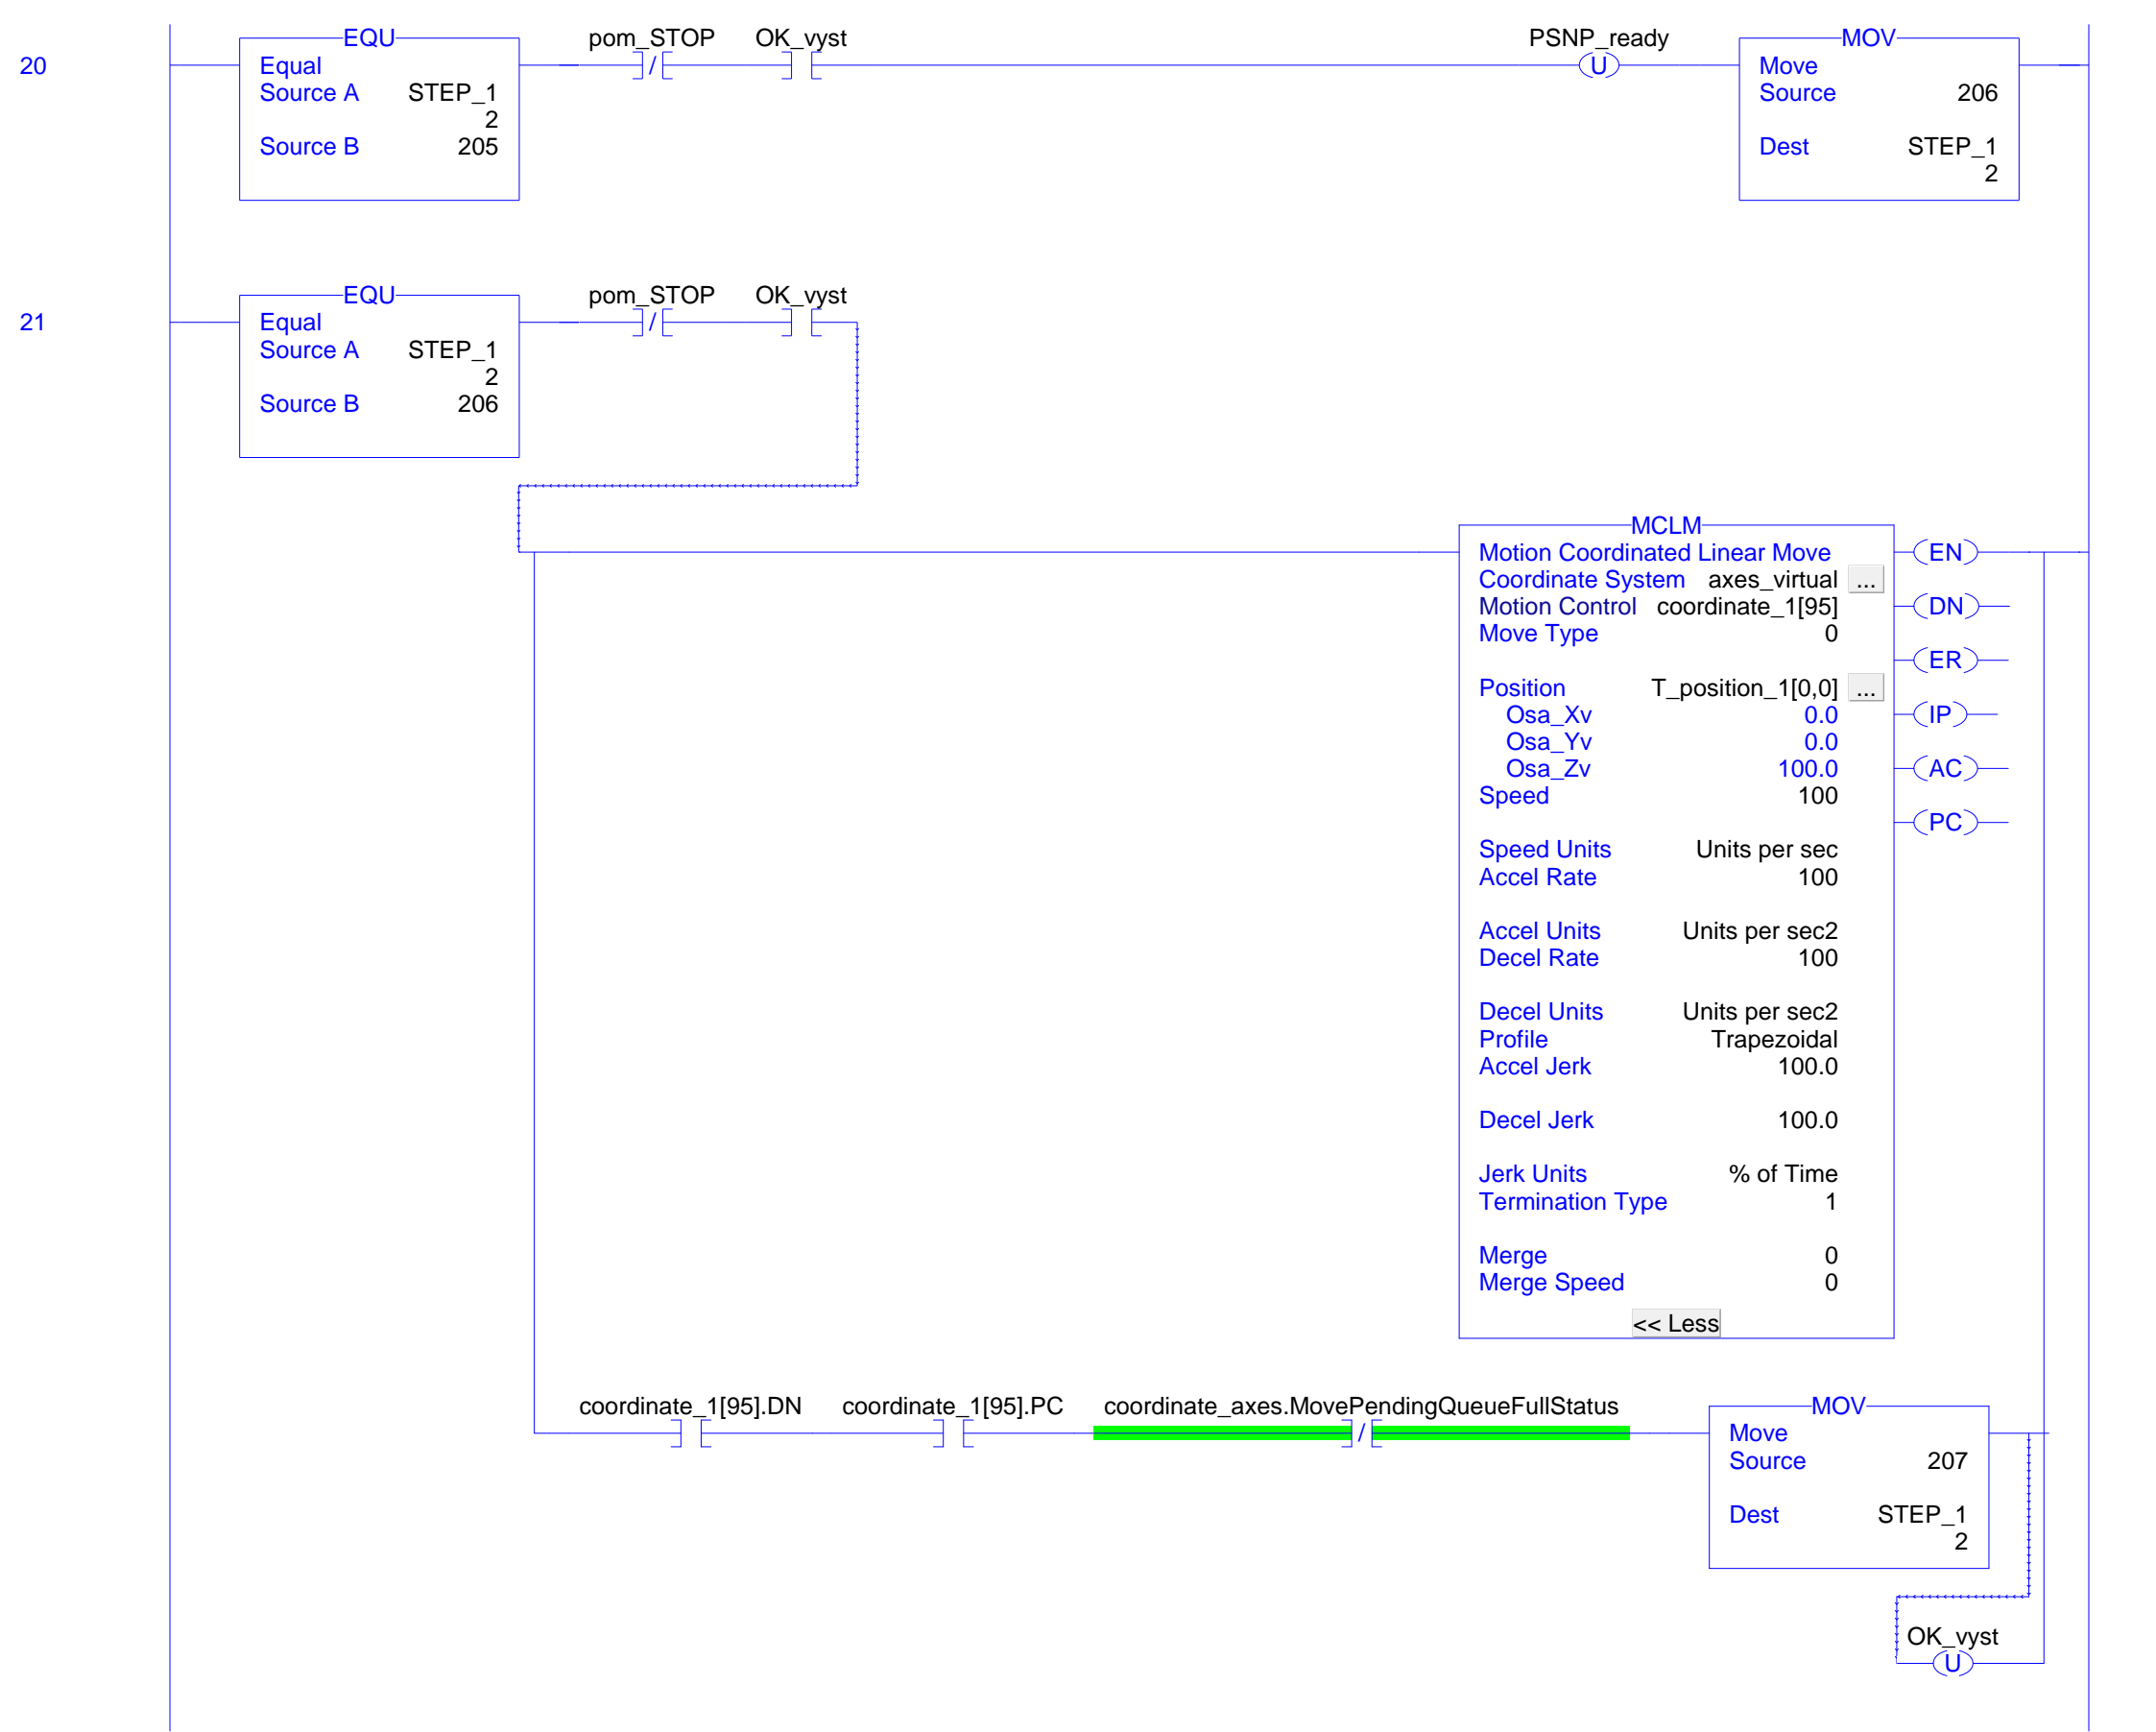 20
EQU
Equal
Source A STEP_1
2
Source B 205
pom_STOP
/
OK_vyst
PSNP_ready
U
MOV
Move
Source 206
Dest STEP_1
2
21
EQU
Equal
Source A STEP_1
2
Source B 206
pom_STOP
/
OK_vyst
MCLM
Motion Coordinated Linear Move
Coordinate System axes_virtual ...
Motion Control coordinate_1[95]
Move Type 0
Position T_position_1[0,0] ...
Osa_Xv 0.0
Osa_Yv 0.0
Osa_Zv 100.0
Speed 100
Speed Units Units per sec
Accel Rate 100
Accel Units Units per sec2
Decel Rate 100
Decel Units Units per sec2
Profile Trapezoidal
Accel Jerk 100.0
Decel Jerk 100.0
Jerk Units % of Time
Termination Type 1
Merge 0
Merge Speed 0
<< Less
EN
DN
ER
IP
AC
PC
coordinate_1[95].DN
coordinate_1[95].PC
coordinate_axes.MovePendingQueueFullStatus
/
MOV
Move
Source 207
Dest STEP_1
2
OK_vyst
U